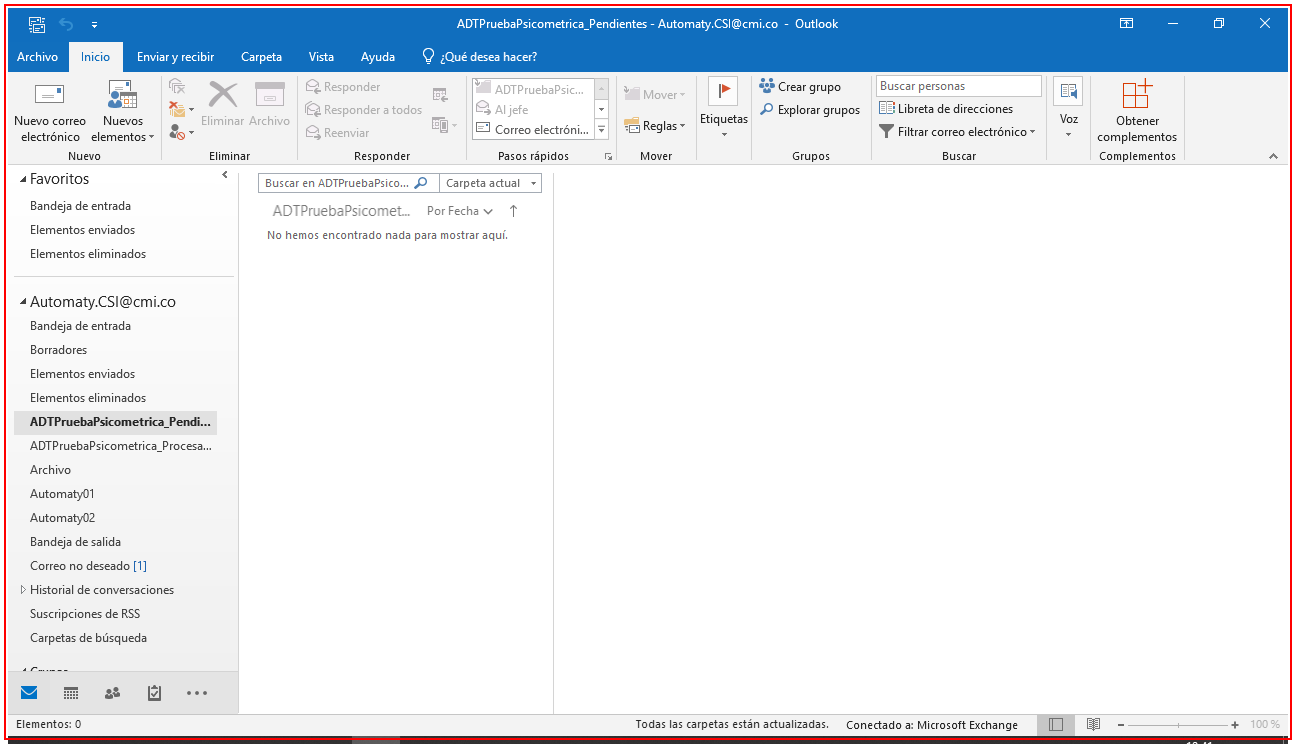 ADTPruebaPsicometrica_Pendientes - Automaty.CSI@cmi.co - Outlook
Archivo Inicio Enviar y recibir Carpeta Vista Ayuda ¿Qué desea hacer?
Nuevo correo electrónico
Nuevos elementos
Nuevo
Eliminar Archivo
Eliminar
Responder
Responder a todos
Reenviar
Responder
ADTPruebaPsic...
Al jefe
Correo electróni...
Pasos rápidos
Mover
Reglas
Mover
Etiquetas
Crear grupo
Explorar grupos
Grupos
Buscar personas
Libreta de direcciones
Filtrar correo electrónico
Buscar
Voz
Obtener complementos
Complementos
Favoritos
Bandeja de entrada
Elementos enviados
Elementos eliminados
Automaty.CSI@cmi.co
Bandeja de entrada
Borradores
Elementos enviados
Elementos eliminados
ADTPruebaPsicometrica_Pendi...
ADTPruebaPsicometrica_Procesa...
Archivo
Automaty01
Automaty02
Bandeja de salida
Correo no deseado [1]
Historial de conversaciones
Suscripciones de RSS
Carpetas de búsqueda
Buscar en ADTPruebaPsico... Carpeta actual
ADTPruebaPsicomet... Por Fecha
No hemos encontrado nada para mostrar aquí.
Elementos: 0 Todas las carpetas están actualizadas. Conectado a: Microsoft Exchange 100 %